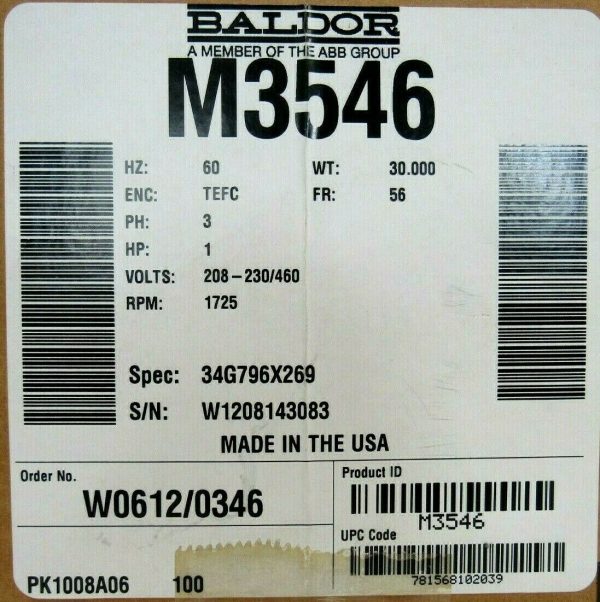 BALDOR
A MEMBER OF THE ABB GROUP
M3546
HZ: 60 WT: 30.000
ENC: TEFC FR: 56
PH: 3
HP: 1
VOLTS: 208-230/460
RPM: 1725
Spec: 34G796X269
S/N: W1208143083
MADE IN THE USA
Order No.
W0612/0346
Product ID
M3546
UPC Code
781568102039
PK1008A06 100